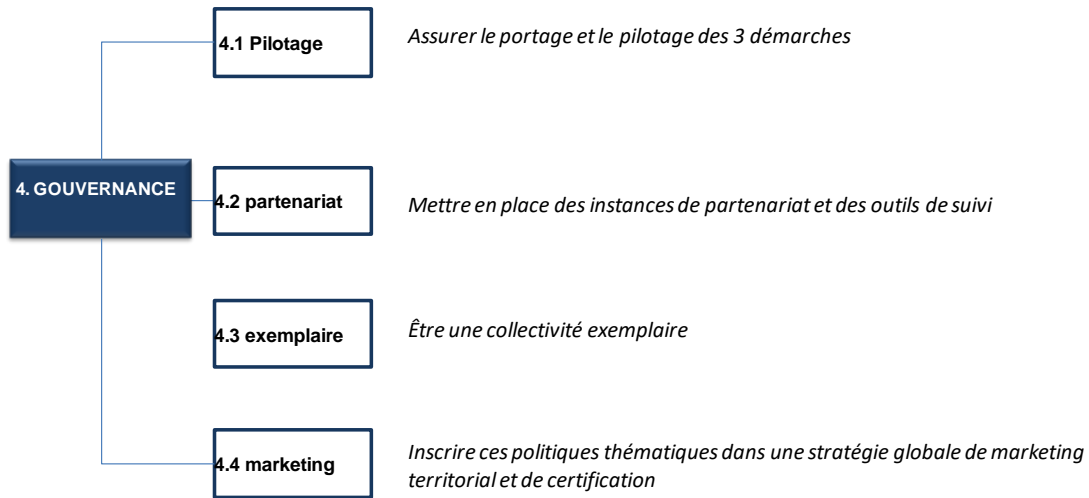 4.1 Pilotage
Assurer le portage et le pilotage des 3 démarches
4. GOUVERNANCE
4.2 partenariat
Mettre en place des instances de partenariat et des outils de suivi
4.3 exemplaire
Être une collectivité exemplaire
4.4 marketing
Inscrire ces politiques thématiques dans une stratégie globale de marketing
territorial et de certification